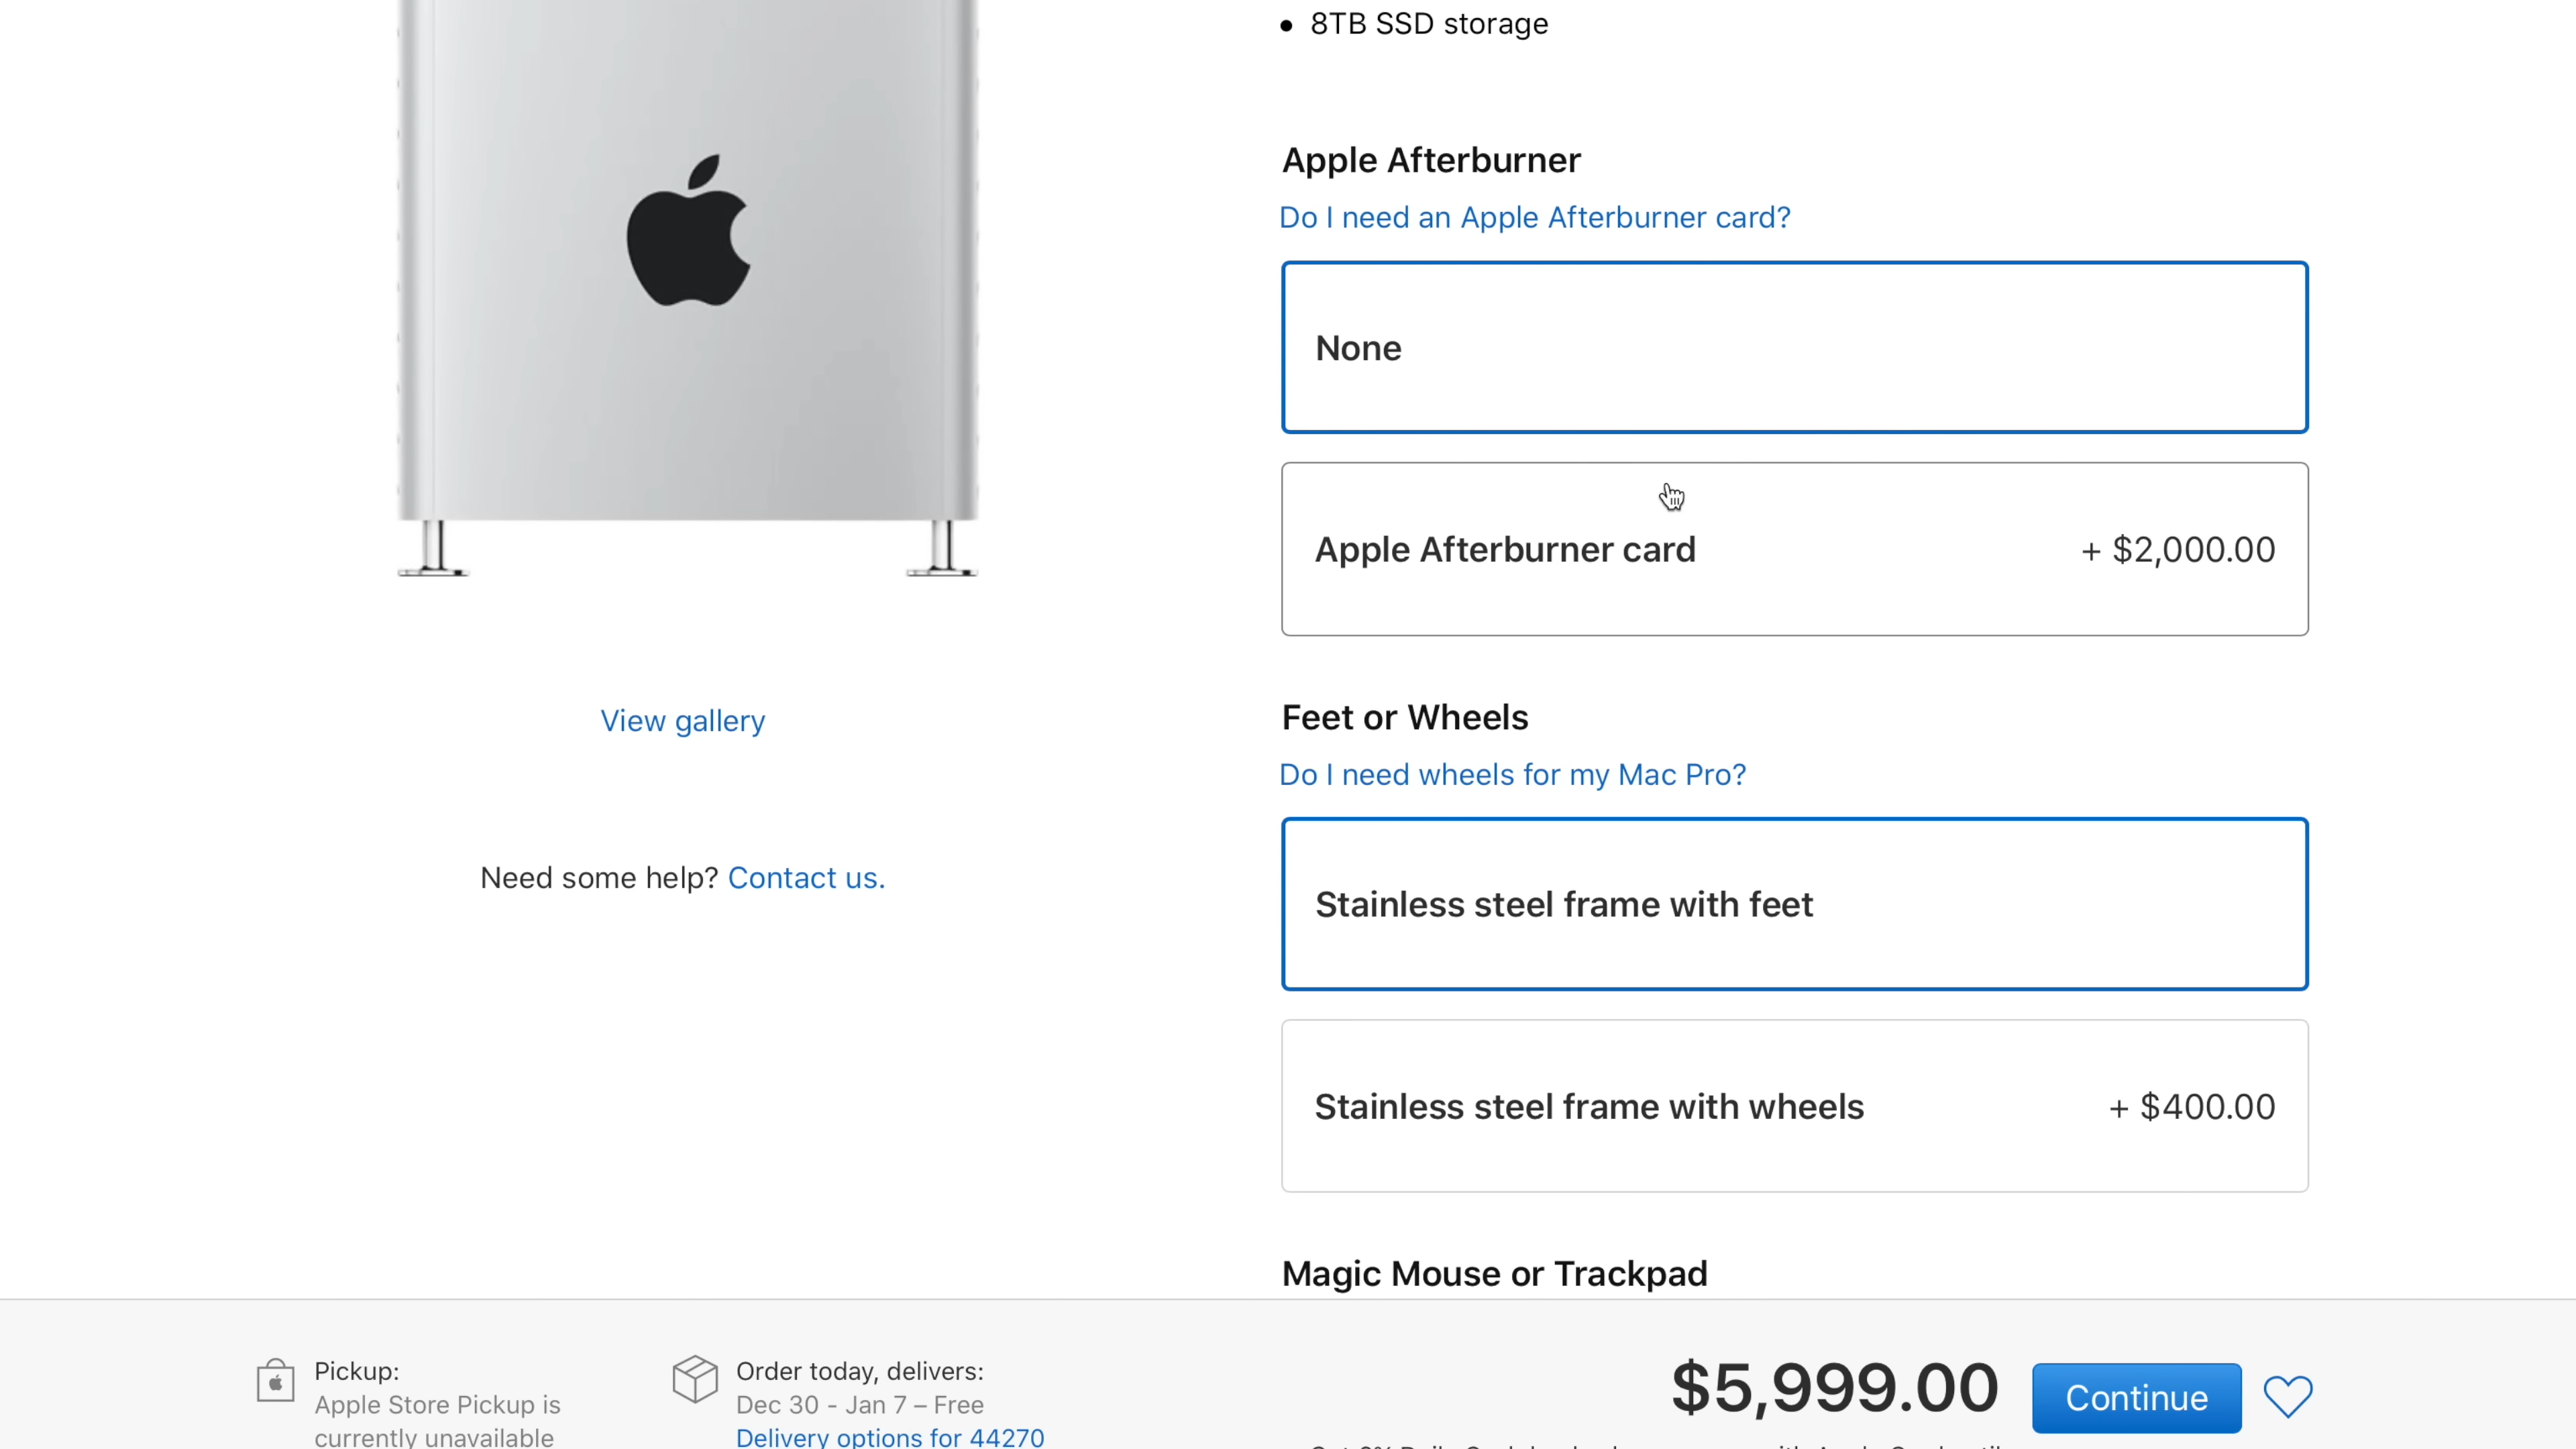 8TB SSD storage
Apple Afterburner
Do I need an Apple Afterburner card?
None
Apple Afterburner card + $2,000.00
View gallery
Need some help? Contact us.
Feet or Wheels
Do I need wheels for my Mac Pro?
Stainless steel frame with feet
Stainless steel frame with wheels + $400.00
Magic Mouse or Trackpad
Pickup:
Apple Store Pickup is
currently unavailable
Order today, delivers:
Dec 30 - Jan 7 – Free
Delivery options for 44270
$5,999.00
Continue